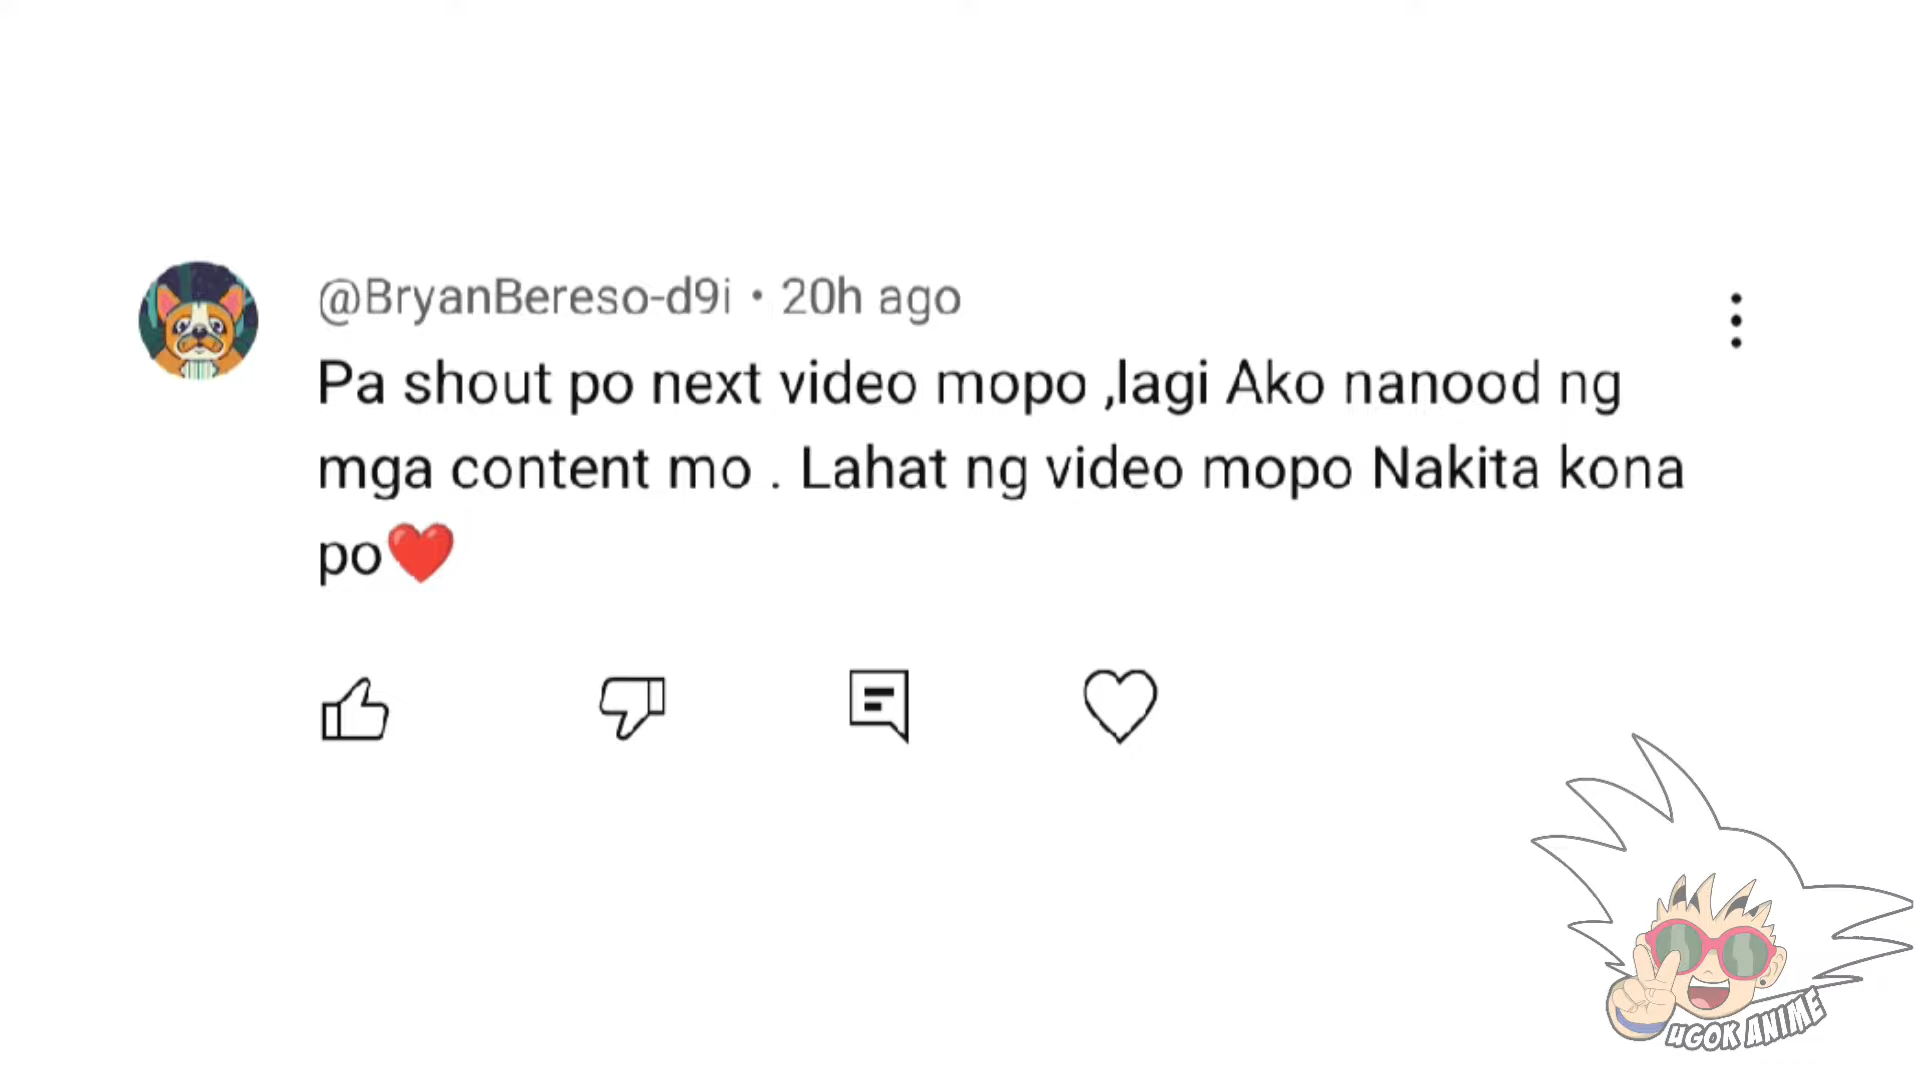 @BryanBereso-d9i · 20h ago
Pa shout po next video mopo ,lagi Ako nanood ng
mga content mo . Lahat ng video mopo Nakita kona
po❤️
UGOK ANIME